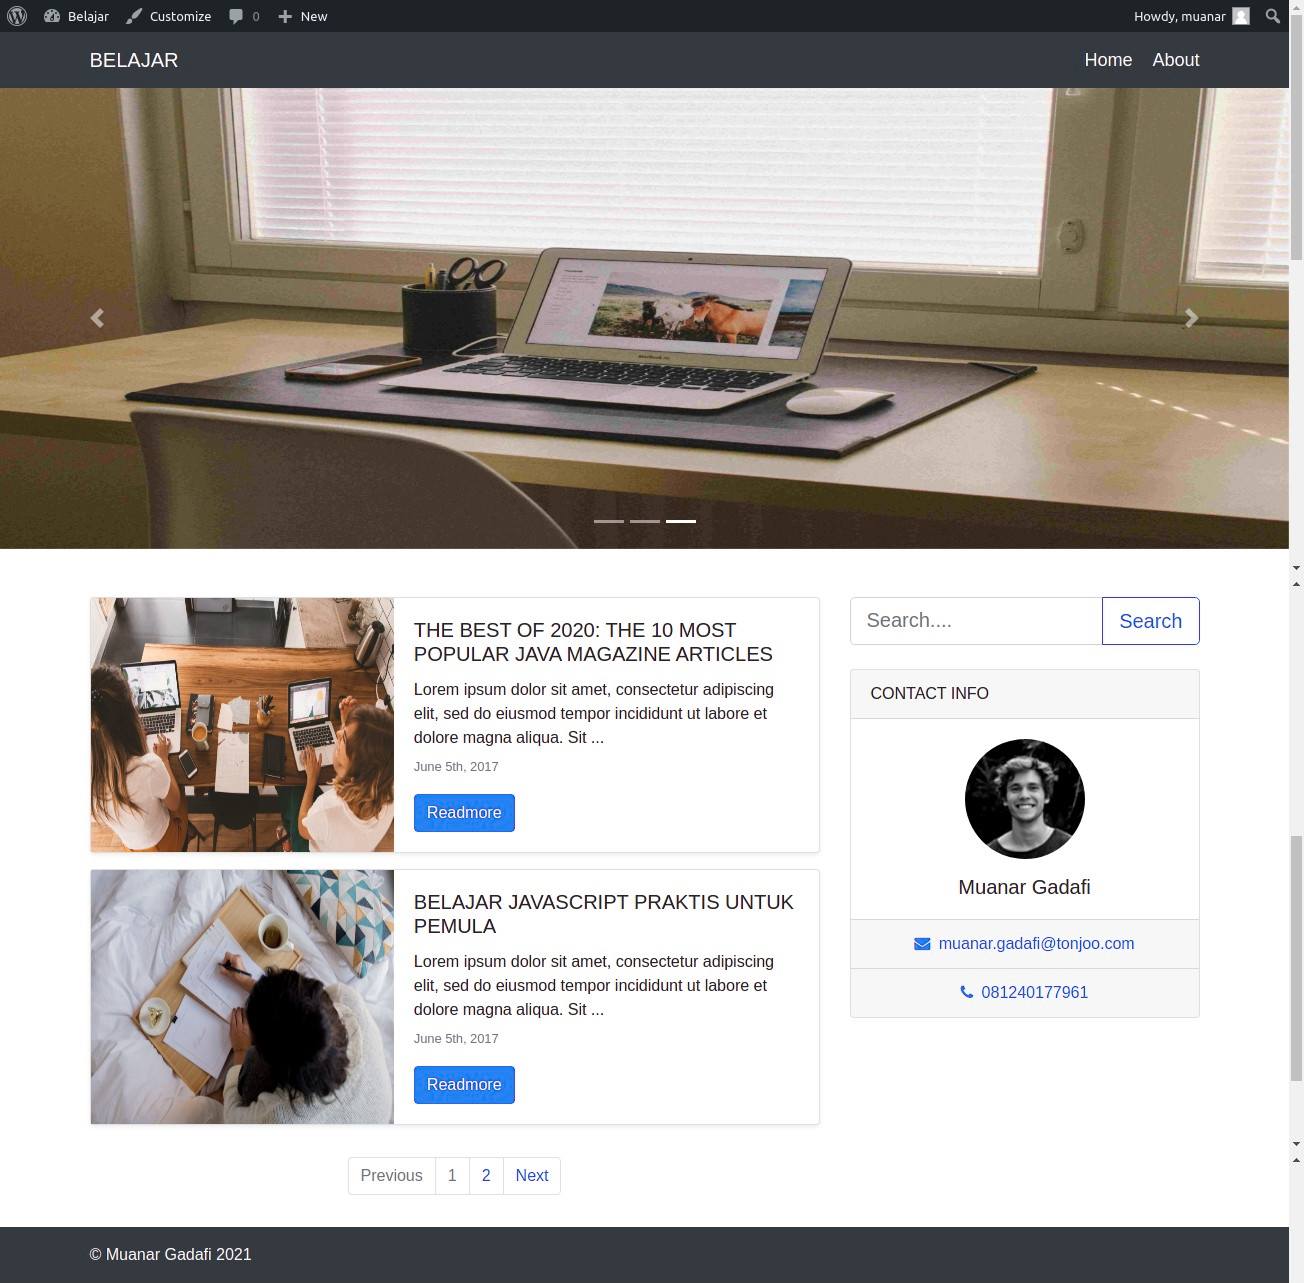 Belajar Customize 0 New Howdy, muanar
BELAJAR Home About
MacBook Air
THE BEST OF 2020: THE 10 MOST
POPULAR JAVA MAGAZINE ARTICLES
Lorem ipsum dolor sit amet, consectetur adipiscing
elit, sed do eiusmod tempor incididunt ut labore et
dolore magna aliqua. Sit ...
June 5th, 2017
Readmore
BELAJAR JAVASCRIPT PRAKTIS UNTUK
PEMULA
Lorem ipsum dolor sit amet, consectetur adipiscing
elit, sed do eiusmod tempor incididunt ut labore et
dolore magna aliqua. Sit ...
June 5th, 2017
Readmore
Previous 1 2 Next
Search.... Search
CONTACT INFO
Muanar Gadafi
muanar.gadafi@tonjoo.com
081240177961
© Muanar Gadafi 2021